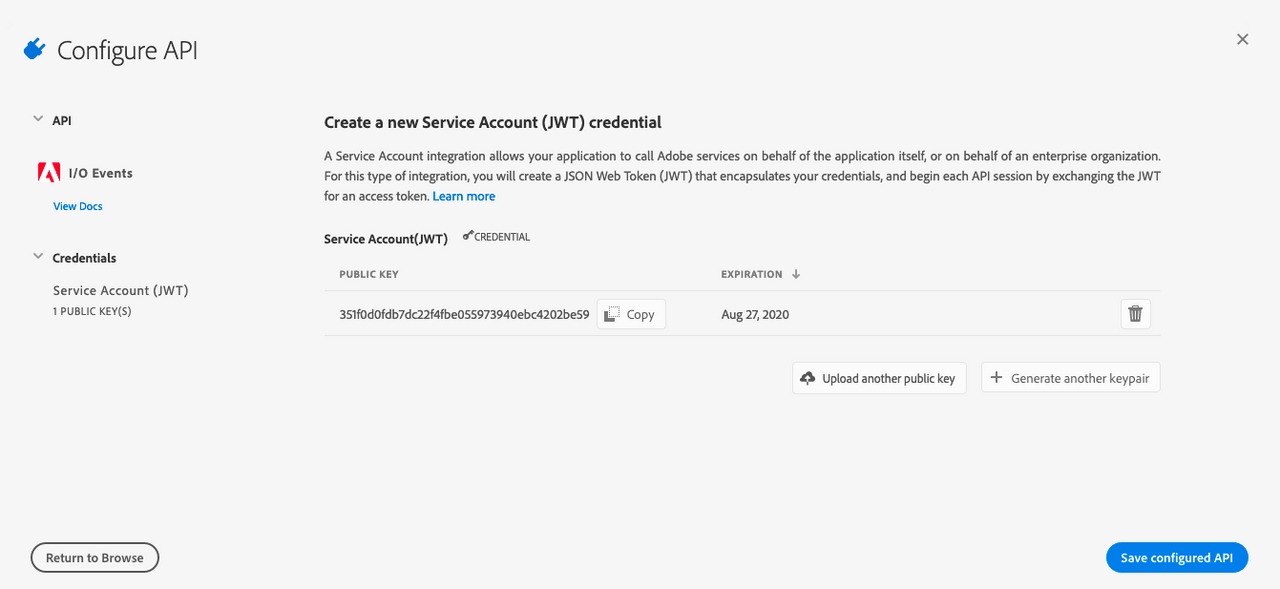 Configure API
API
I/O Events
View Docs
Credentials
Service Account (JWT)
1 PUBLIC KEY(S)
Create a new Service Account (JWT) credential
A Service Account integration allows your application to call Adobe services on behalf of the application itself, or on behalf of an enterprise organization.
For this type of integration, you will create a JSON Web Token (JWT) that encapsulates your credentials, and begin each API session by exchanging the JWT
for an access token. Learn more
Service Account(JWT) CREDENTIAL
PUBLIC KEY EXPIRATION
351f0d0fdb7dc22f4fbe055973940ebc4202be59 Copy Aug 27, 2020
Upload another public key Generate another keypair
Return to Browse Save configured API